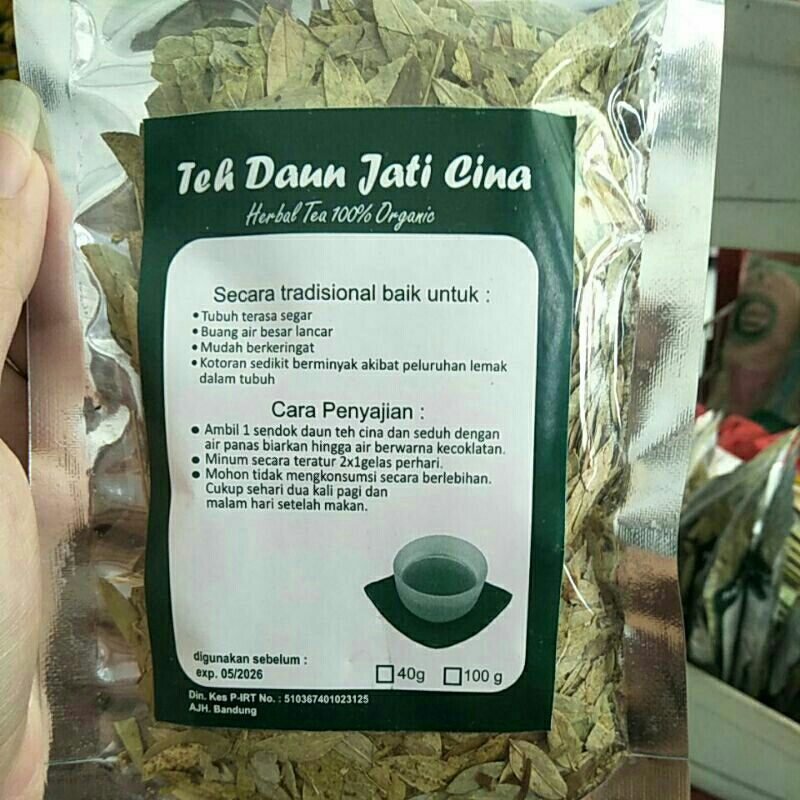 Teh Daun Jati Cina
Herbal Tea 100% Organic
Secara tradisional baik untuk :
• Tubuh terasa segar
• Buang air besar lancar
• Mudah berkeringat
• Kotoran sedikit berminyak akibat peluruhan lemak
dalam tubuh
Cara Penyajian :
• Ambil 1 sendok daun teh cina dan seduh dengan
air panas biarkan hingga air berwarna kecoklatan.
• Minum secara teratur 2x1gelas perhari.
• Mohon tidak mengkonsumsi secara berlebihan.
Cukup sehari dua kali pagi dan
malam hari setelah makan.
digunakan sebelum :
exp. 05/2026
40g 100 g
Din. Kes P-IRT No. : 510367401023125
AJH. Bandung